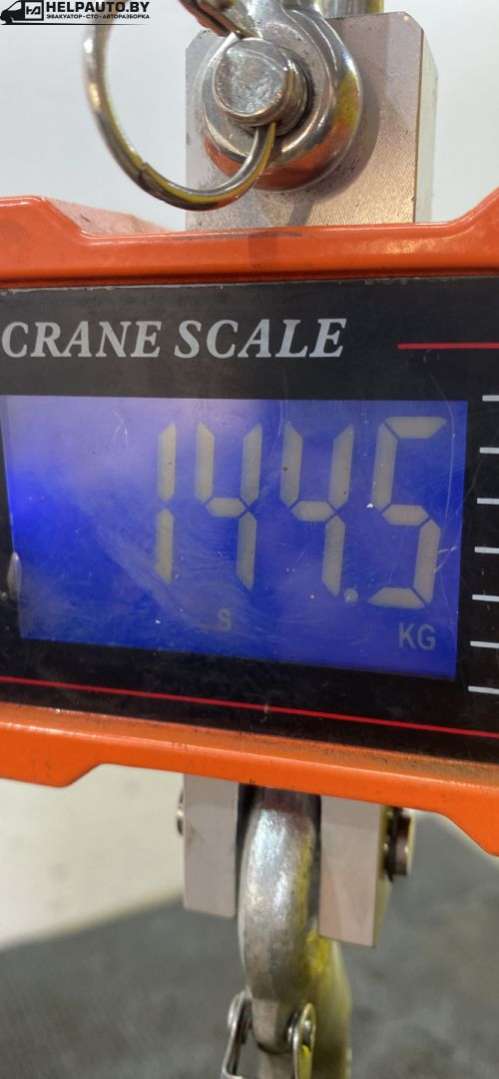 HELPAUTO.BY
ЭВАКУАТОР•СТО•АВТОРАЗБОРКА
CRANE SCALE
144.5
S
KG